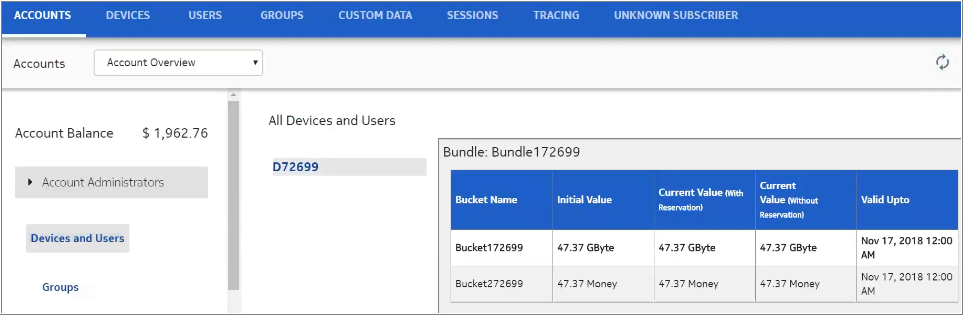 ACCOUNTS DEVICES USERS GROUPS CUSTOM DATA SESSIONS TRACING UNKNOWN SUBSCRIBER
Accounts Account Overview
Account Balance $ 1,962.76
Account Administrators
Devices and Users
Groups
All Devices and Users
D72699
Bundle: Bundle172699
Bucket Name Initial Value Current Value (With Reservation) Current Value (Without Reservation) Valid Upto
Bucket172699 47.37 GByte 47.37 GByte 47.37 GByte Nov 17, 2018 12:00 AM
Bucket272699 47.37 Money 47.37 Money 47.37 Money Nov 17, 2018 12:00 AM